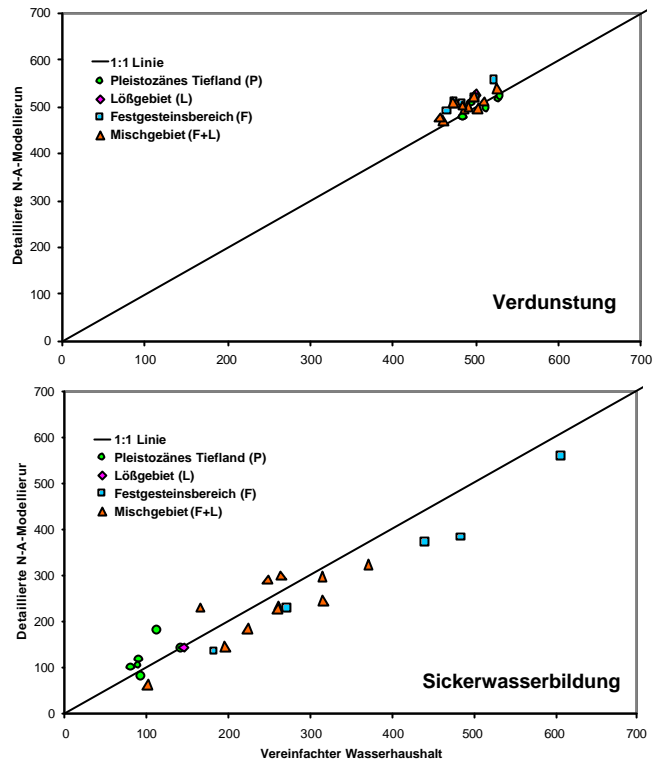 700
600
500
400
300
200
100
0
Detaillierte N-A-Modellierun
1:1 Linie
Pleistozänes Tiefland (P)
Lößgebiet (L)
Festgesteinsbereich (F)
Mischgebiet (F+L)
Verdunstung
0 100 200 300 400 500 600 700
700
600
500
400
300
200
100
0
Detaillierte N-A-Modellierur
1:1 Linie
Pleistozänes Tiefland (P)
Lößgebiet (L)
Festgesteinsbereich (F)
Mischgebiet (F+L)
Sickerwasserbildung
0 100 200 300 400 500 600 700
Vereinfachter Wasserhaushalt